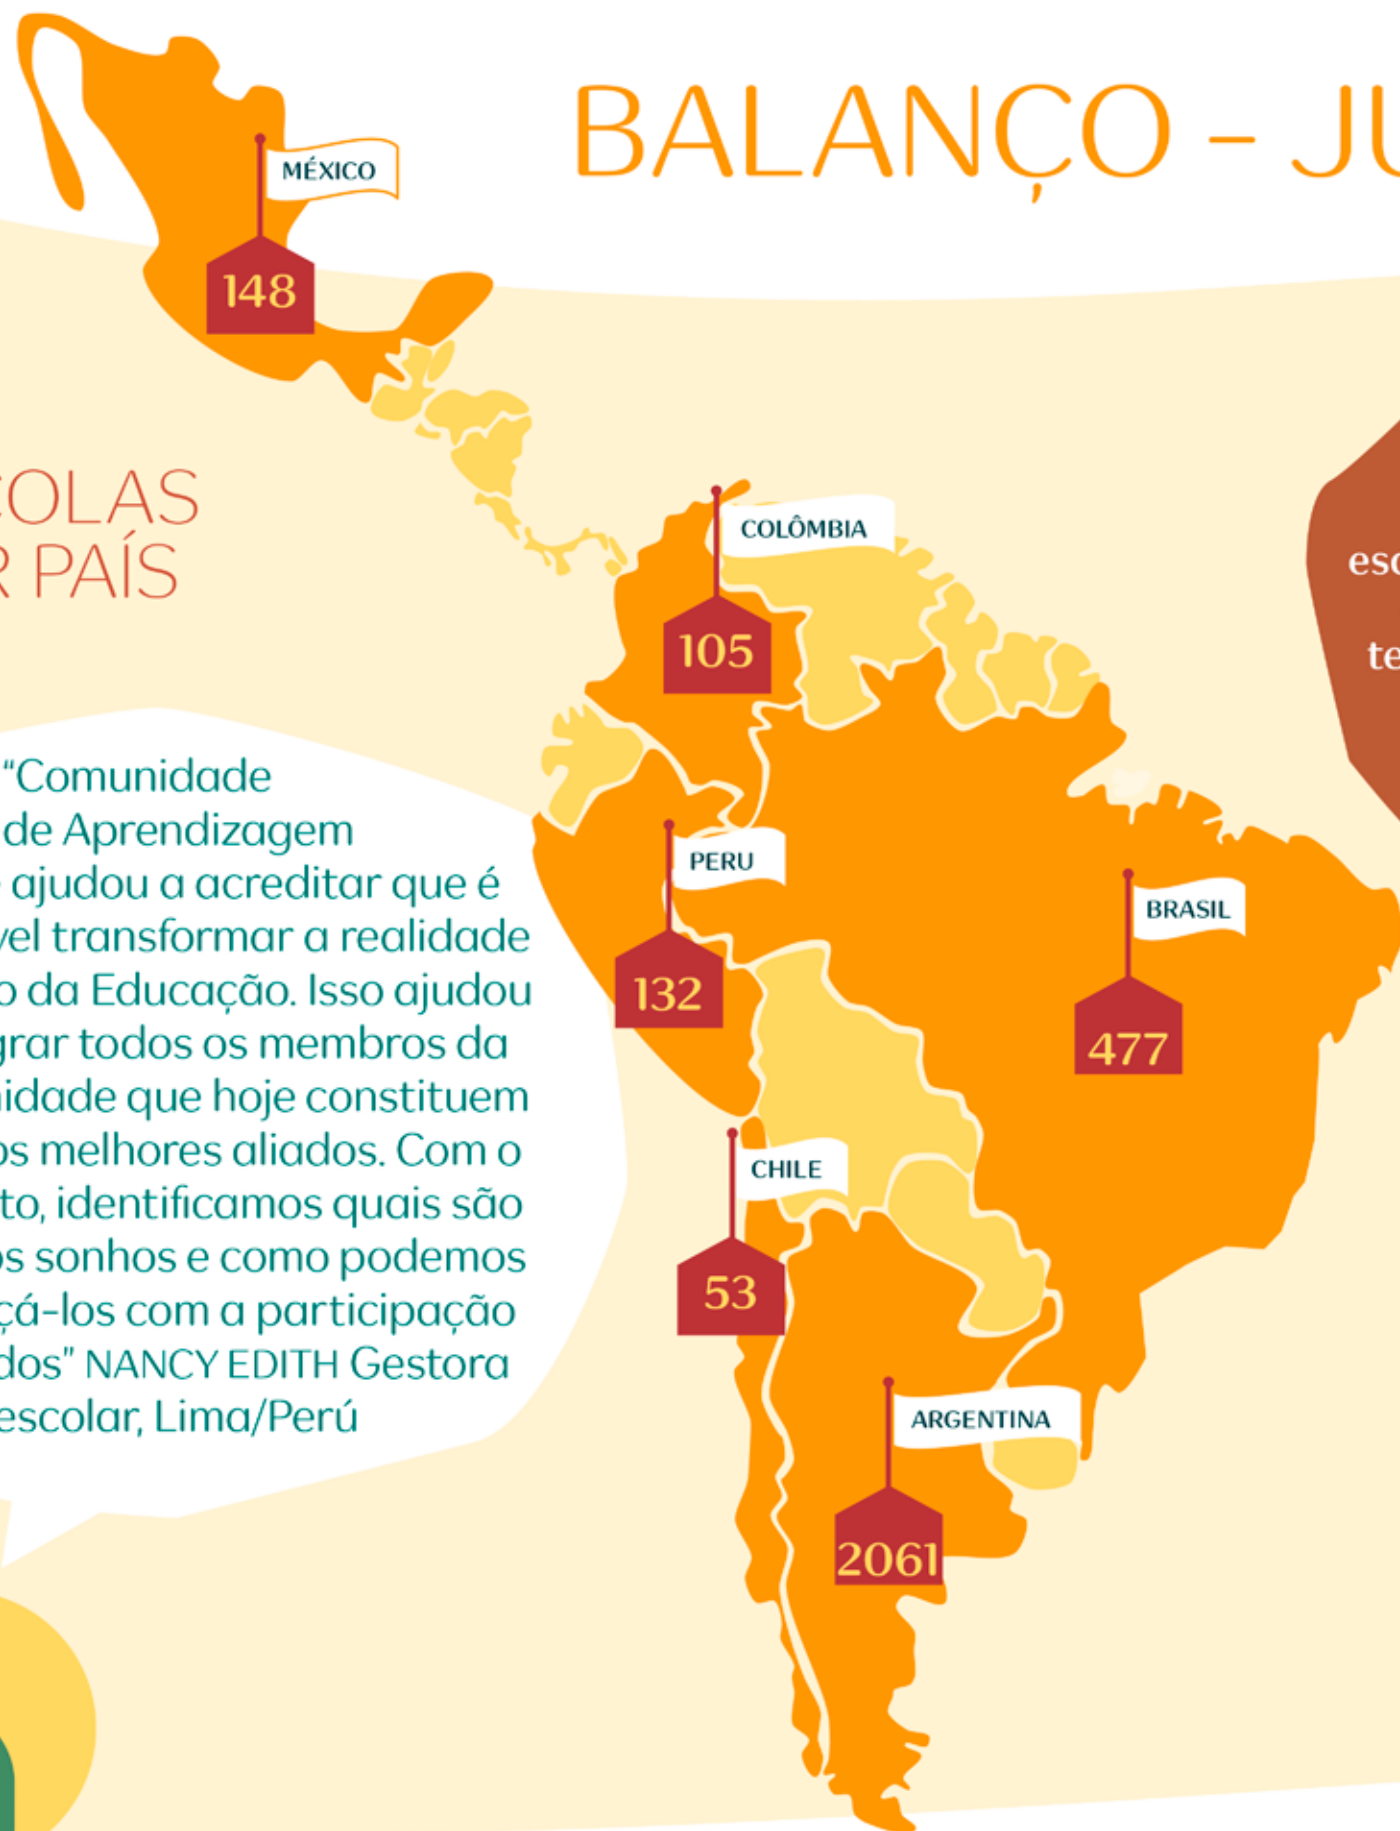 BALANÇO - JU
MÉXICO
148
COLAS
R PAÍS
COLÔMBIA
105
esc
te
"Comunidade
de Aprendizagem
ajudou a acreditar que é
vel transformar a realidade
o da Educação. Isso ajudou
grar todos os membros da
nidade que hoje constituem
os melhores aliados. Com o
to, identificamos quais são
os sonhos e como podemos
çá-los com a participação
dos" NANCY EDITH Gestora
escolar, Lima/Perú
PERU
132
BRASIL
477
CHILE
53
ARGENTINA
2061